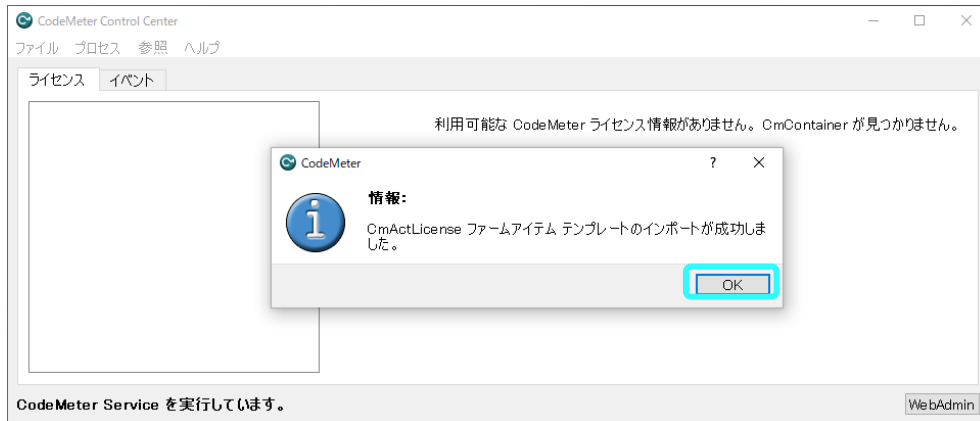 CodeMeter Control Center
ファイル プロセス 参照 ヘルプ
ライセンス イベント
利用可能な CodeMeter ライセンス情報がありません。CmContainer が見つかりません。
CodeMeter
?
情報:
CmActLicense ファームアイテム テンプレートのインポートが成功しま
した。
OK
CodeMeter Service を実行しています。
WebAdmin